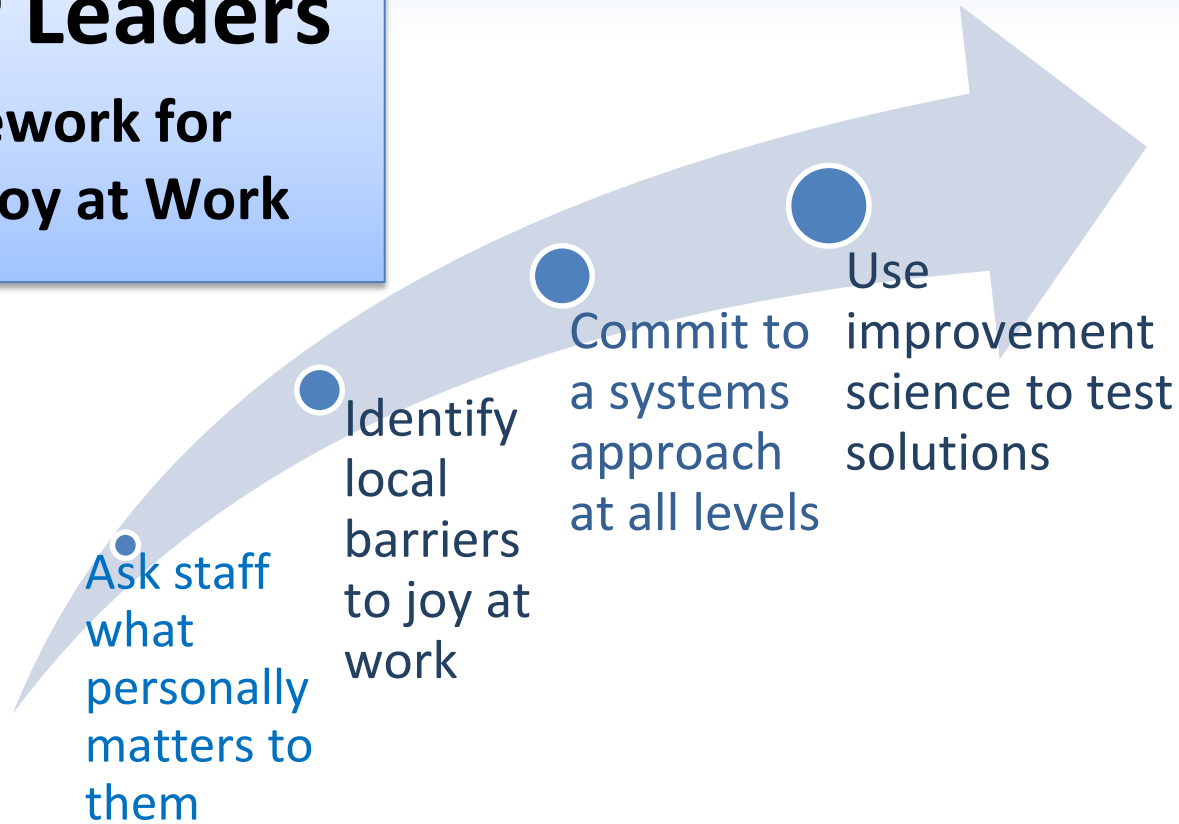 Leaders
ework for
oy at Work
Ask staff
what
personally
matters to
them
Identify
local
barriers
to joy at
work
Commit to
a systems
approach
at all levels
Use
improvement
science to test
solutions